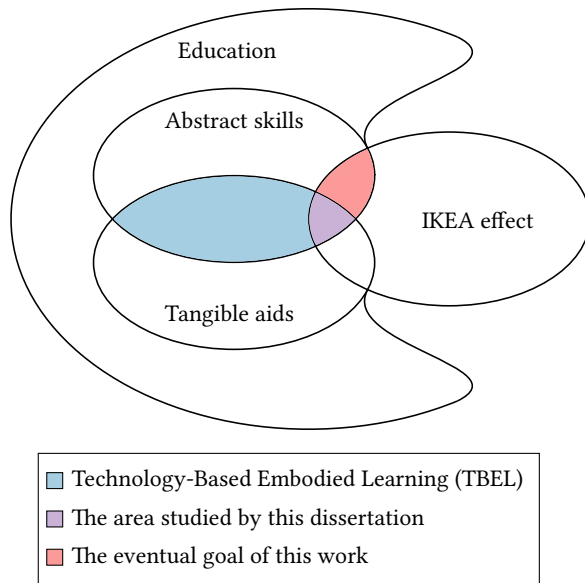 Education
Abstract skills
IKEA effect
Tangible aids
Technology-Based Embodied Learning (TBEL)
The area studied by this dissertation
The eventual goal of this work